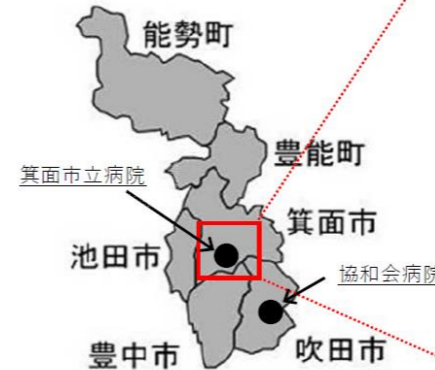 能勢町
豊能町
箕面市立病院
箕面市
池田市
協和会病院
豊中市
吹田市